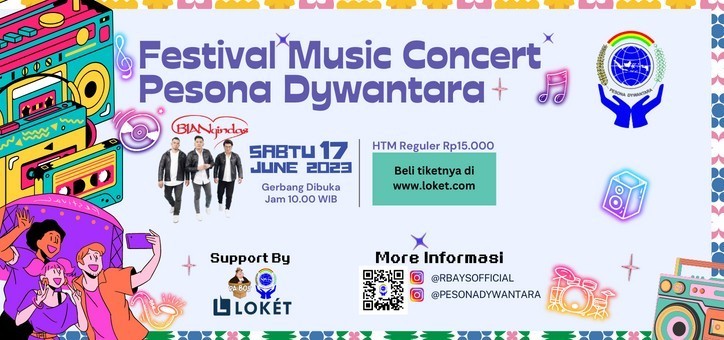 Festival Music Concert
Pesona Dywantara
PESONA DYWANTARA
BIANgindas
SABTU 17
JUNE 2023
Gerbang Dibuka
Jam 10.00 WIB
HTM Reguler Rp15.000
Beli tiketnya di
www.loket.com
Support By
LOKÉT
More Informasi
@RBAYSOFFICIAL
@PESONADYWANTARA